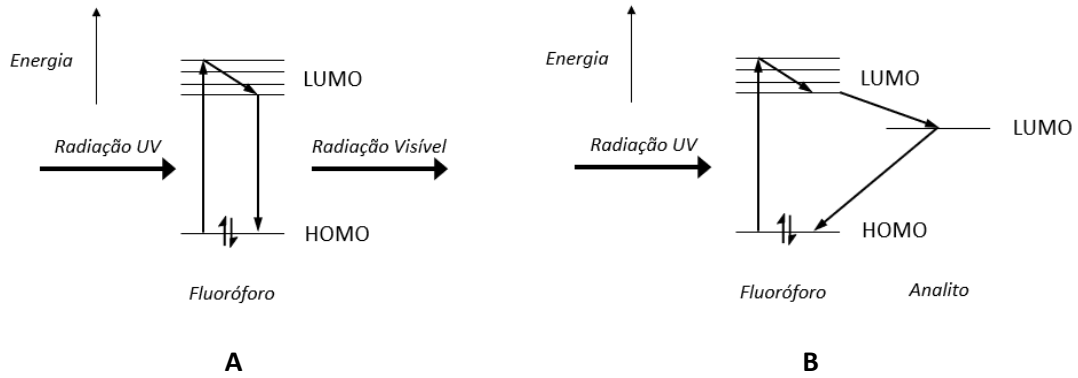 Energia
LUMO
Radiação UV
Radiação Visível
HOMO
Fluoróforo
A
Energia
LUMO
LUMO
Radiação UV
HOMO
Fluoróforo
Analito
B